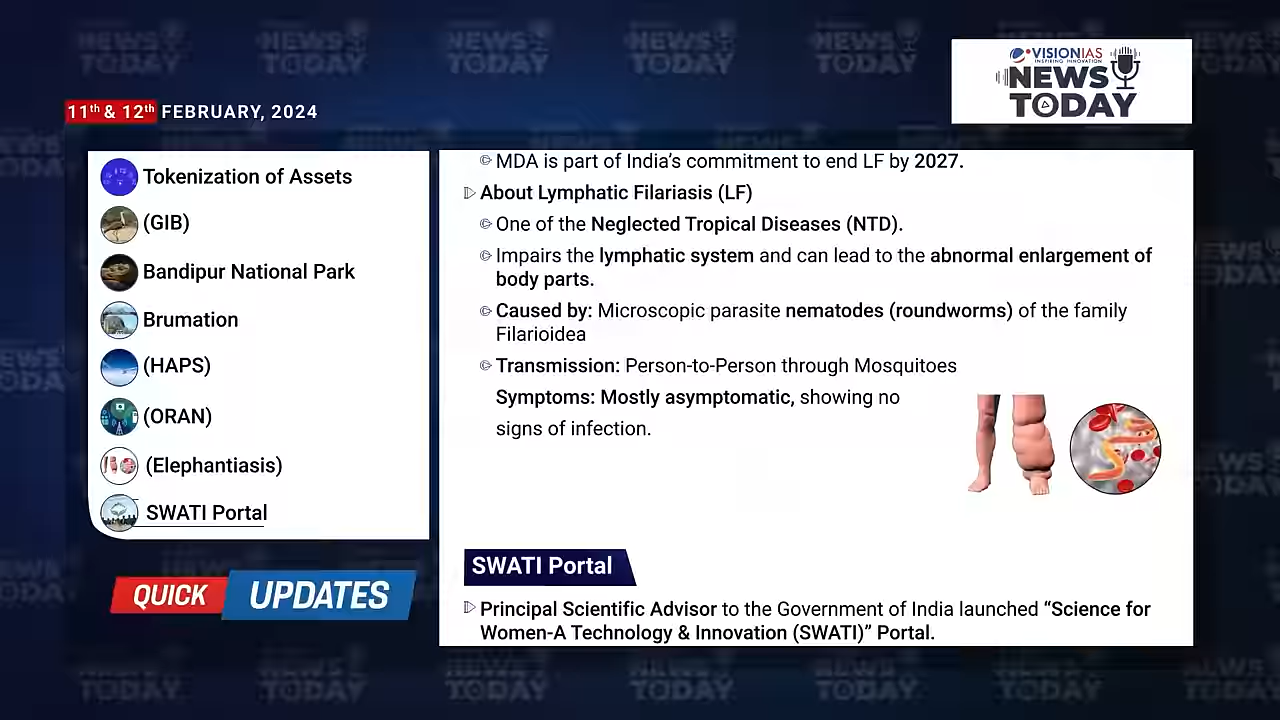 VISIONIAS
INSPIRING INNOVATION
NEWS
TODAY
11th & 12th FEBRUARY, 2024
Tokenization of Assets
(GIB)
Bandipur National Park
Brumation
(HAPS)
(ORAN)
(Elephantiasis)
SWATI Portal
QUICK UPDATES
MDA is part of India’s commitment to end LF by 2027.
About Lymphatic Filariasis (LF)
One of the Neglected Tropical Diseases (NTD).
Impairs the lymphatic system and can lead to the abnormal enlargement of
body parts.
Caused by: Microscopic parasite nematodes (roundworms) of the family
Filarioidea
Transmission: Person-to-Person through Mosquitoes
Symptoms: Mostly asymptomatic, showing no
signs of infection.
SWATI Portal
Principal Scientific Advisor to the Government of India launched “Science for
Women-A Technology & Innovation (SWATI)” Portal.